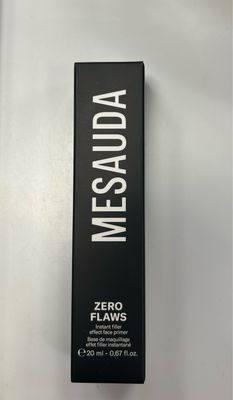 MESAUDA
ZERO
FLAWS
Instant filler
effect face primer
Base de maquillage
effet filler instantané
℮ 20 ml - 0,67 fl.oz.